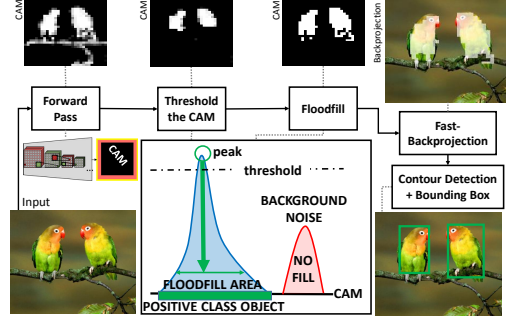 CAM
CAM
CAM
Backprojection
Forward
Pass
Threshold
the CAM
Floodfill
Fast-
Backprojection
CAM
Contour Detection
+ Bounding Box
Input
peak
threshold
BACKGROUND
NOISE
NO
FILL
FLOODFILL AREA
CAM
POSITIVE CLASS OBJECT